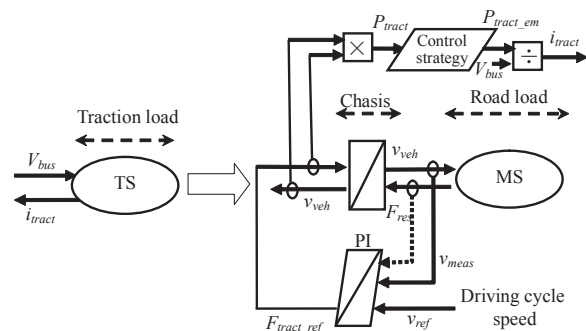 P_tract
P_tract_em
i_tract
×
Control
strategy
÷
V_bus
Traction load
Chasis
Road load
V_bus
TS
i_tract
v_veh
v_veh
MS
F_res
PI
v_meas
F_tract_ref
v_ref
Driving cycle
speed